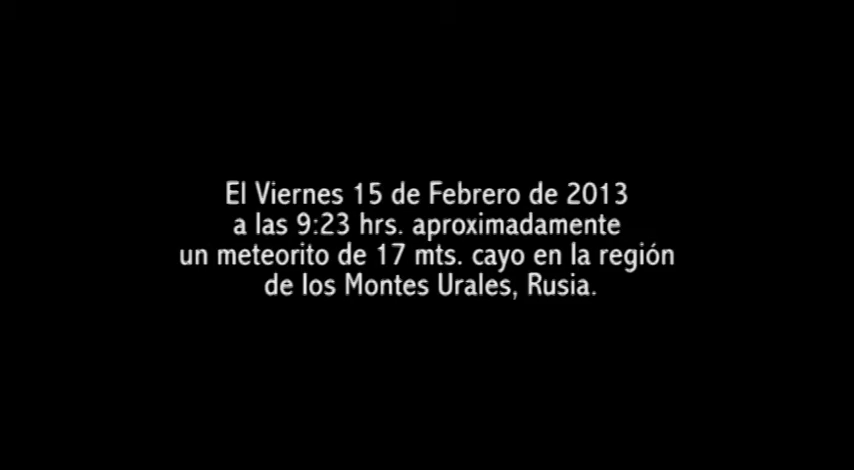 El Viernes 15 de Febrero de 2013
a las 9:23 hrs. aproximadamente
un meteorito de 17 mts. cayo en la región
de los Montes Urales, Rusia.